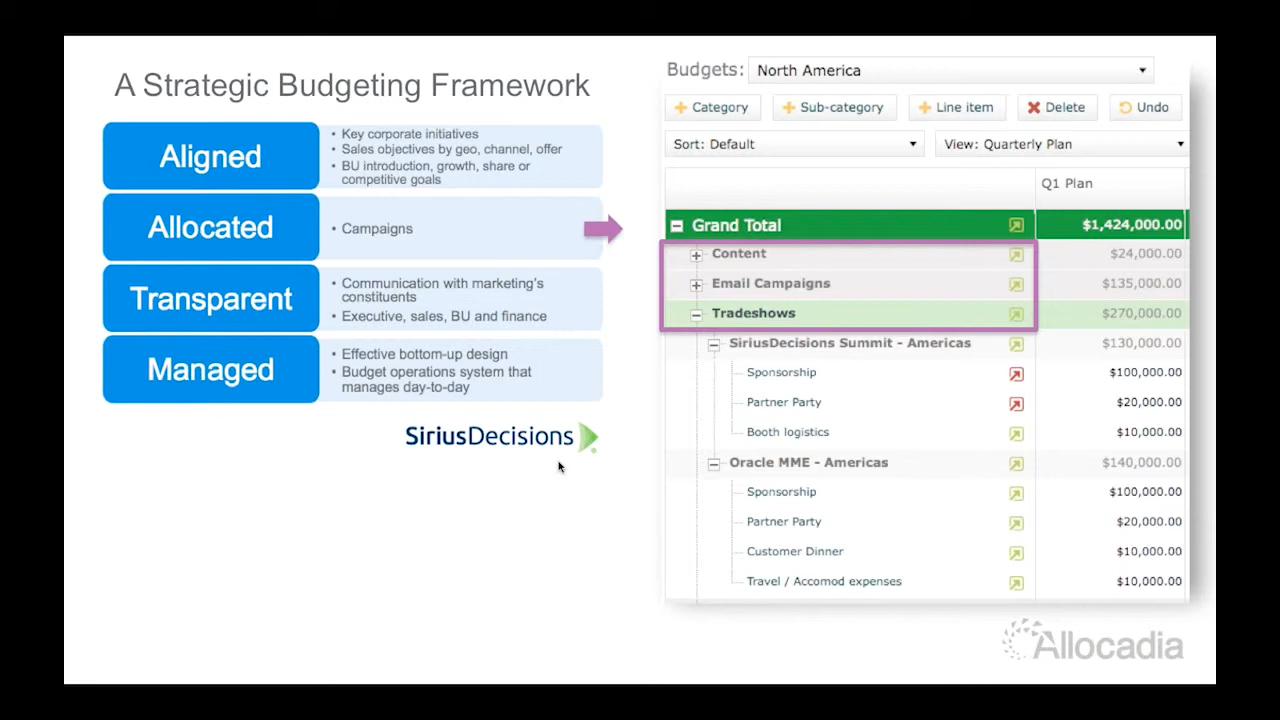 A Strategic Budgeting Framework
Aligned
• Key corporate initiatives
• Sales objectives by geo, channel, offer
• BU introduction, growth, share or
competitive goals
Allocated
• Campaigns
Transparent
• Communication with marketing's
constituents
• Executive, sales, BU and finance
Managed
• Effective bottom-up design
• Budget operations system that
manages day-to-day
SiriusDecisions
Budgets: North America
Category Sub-category Line item Delete Undo
Sort: Default View: Quarterly Plan
Q1 Plan
Grand Total $1,424,000.00
Content $24,000.00
Email Campaigns $135,000.00
Tradeshows $270,000.00
SiriusDecisions Summit - Americas $130,000.00
Sponsorship $100,000.00
Partner Party $20,000.00
Booth logistics $10,000.00
Oracle MME - Americas $140,000.00
Sponsorship $100,000.00
Partner Party $20,000.00
Customer Dinner $10,000.00
Travel / Accomod expenses $10,000.00
Allocadia